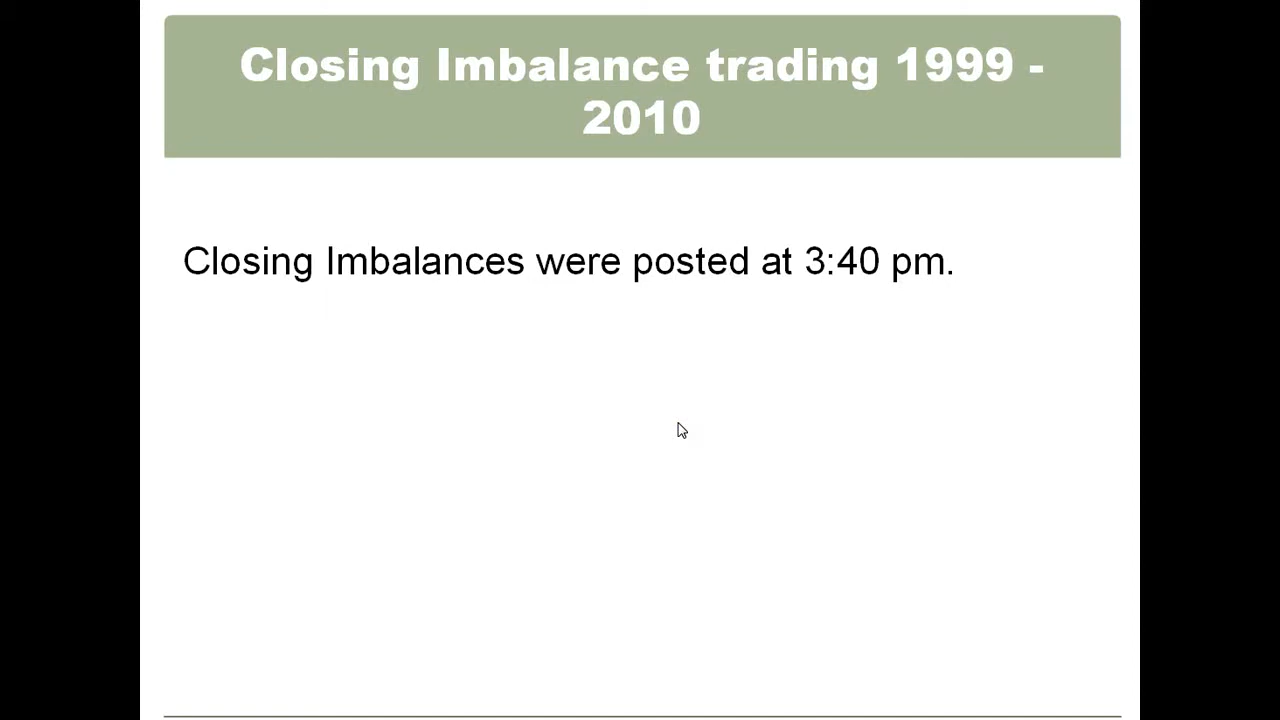 Closing Imbalance trading 1999 -
2010
Closing Imbalances were posted at 3:40 pm.